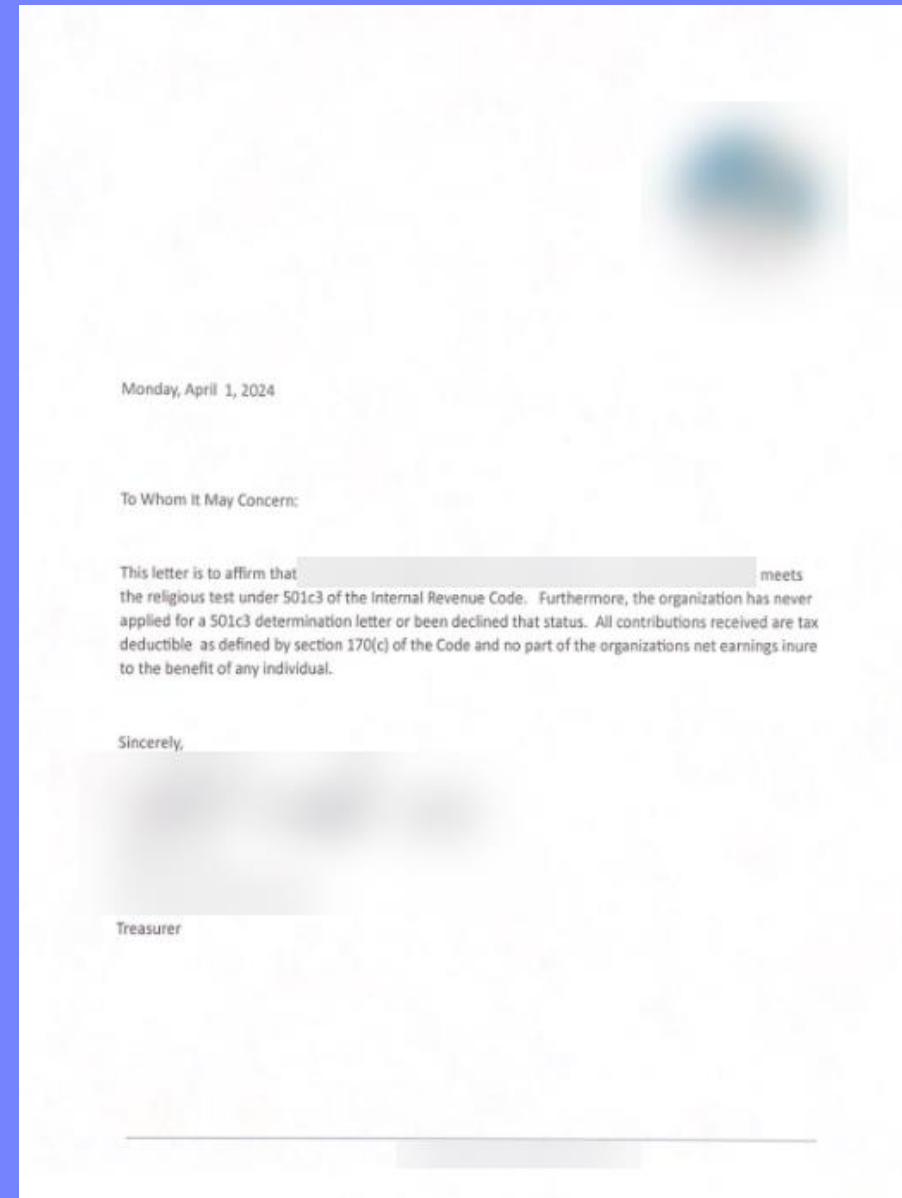 Monday, April 1, 2024
To Whom It May Concern:
This letter is to affirm that meets
the religious test under 501c3 of the Internal Revenue Code. Furthermore, the organization has never
applied for a 501c3 determination letter or been declined that status. All contributions received are tax
deductible as defined by section 170(c) of the Code and no part of the organizations net earnings inure
to the benefit of any individual.
Sincerely,
Treasurer